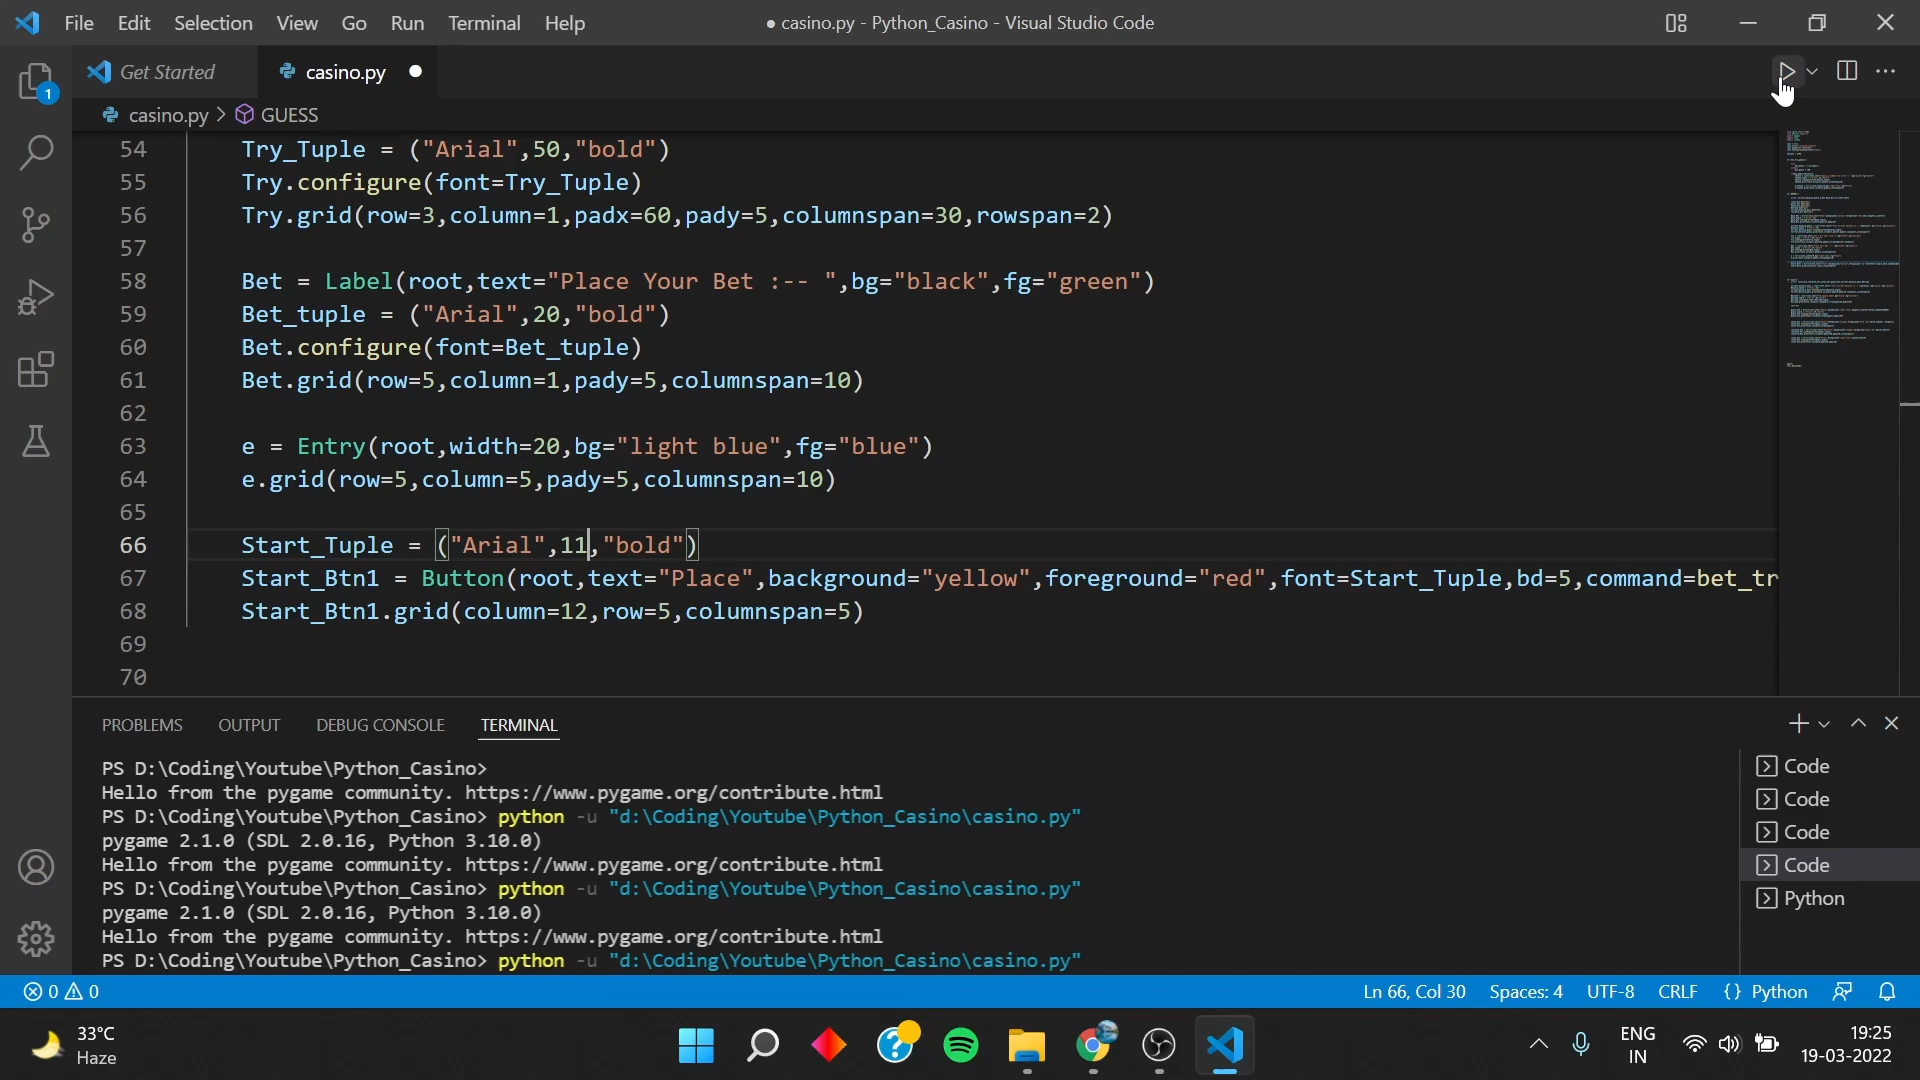 File Edit Selection View Go Run Terminal Help
● casino.py - Python_Casino - Visual Studio Code
Get Started
casino.py
casino.py > GUESS
54 Try_Tuple = ("Arial",50,"bold")
55 Try.configure(font=Try_Tuple)
56 Try.grid(row=3,column=1,padx=60,pady=5,columnspan=30,rowspan=2)
57
58 Bet = Label(root,text="Place Your Bet :-- ",bg="black",fg="green")
59 Bet_tuple = ("Arial",20,"bold")
60 Bet.configure(font=Bet_tuple)
61 Bet.grid(row=5,column=1,pady=5,columnspan=10)
62
63 e = Entry(root,width=20,bg="light blue",fg="blue")
64 e.grid(row=5,column=5,pady=5,columnspan=10)
65
66 Start_Tuple = ("Arial",11,"bold")
67 Start_Btn1 = Button(root,text="Place",background="yellow",foreground="red",font=Start_Tuple,bd=5,command=bet_tr
68 Start_Btn1.grid(column=12,row=5,columnspan=5)
69
70
PROBLEMS OUTPUT DEBUG CONSOLE TERMINAL
PS D:\Coding\Youtube\Python_Casino>
Hello from the pygame community. https://www.pygame.org/contribute.html
PS D:\Coding\Youtube\Python_Casino> python -u "d:\Coding\Youtube\Python_Casino\casino.py"
pygame 2.1.0 (SDL 2.0.16, Python 3.10.0)
Hello from the pygame community. https://www.pygame.org/contribute.html
PS D:\Coding\Youtube\Python_Casino> python -u "d:\Coding\Youtube\Python_Casino\casino.py"
pygame 2.1.0 (SDL 2.0.16, Python 3.10.0)
Hello from the pygame community. https://www.pygame.org/contribute.html
PS D:\Coding\Youtube\Python_Casino> python -u "d:\Coding\Youtube\Python_Casino\casino.py"
Code
Code
Code
Code
Python
1
0 0
Ln 66, Col 30 Spaces: 4 UTF-8 CRLF {} Python
33°C
Haze
ENG
IN
19:25
19-03-2022